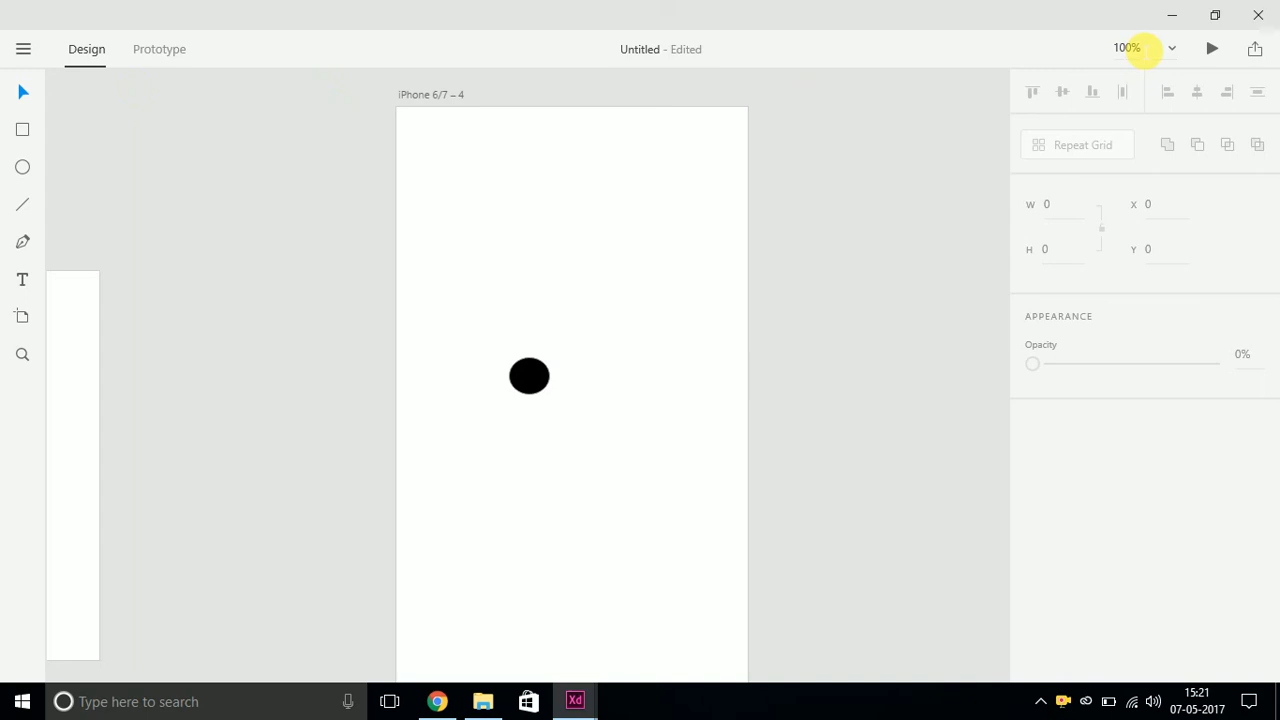 Design
Prototype
Untitled - Edited
100%
iPhone 6/7 – 4
Repeat Grid
W 0
X 0
H 0
Y 0
APPEARANCE
Opacity
0%
T
Type here to search
Xd
15:21
07-05-2017